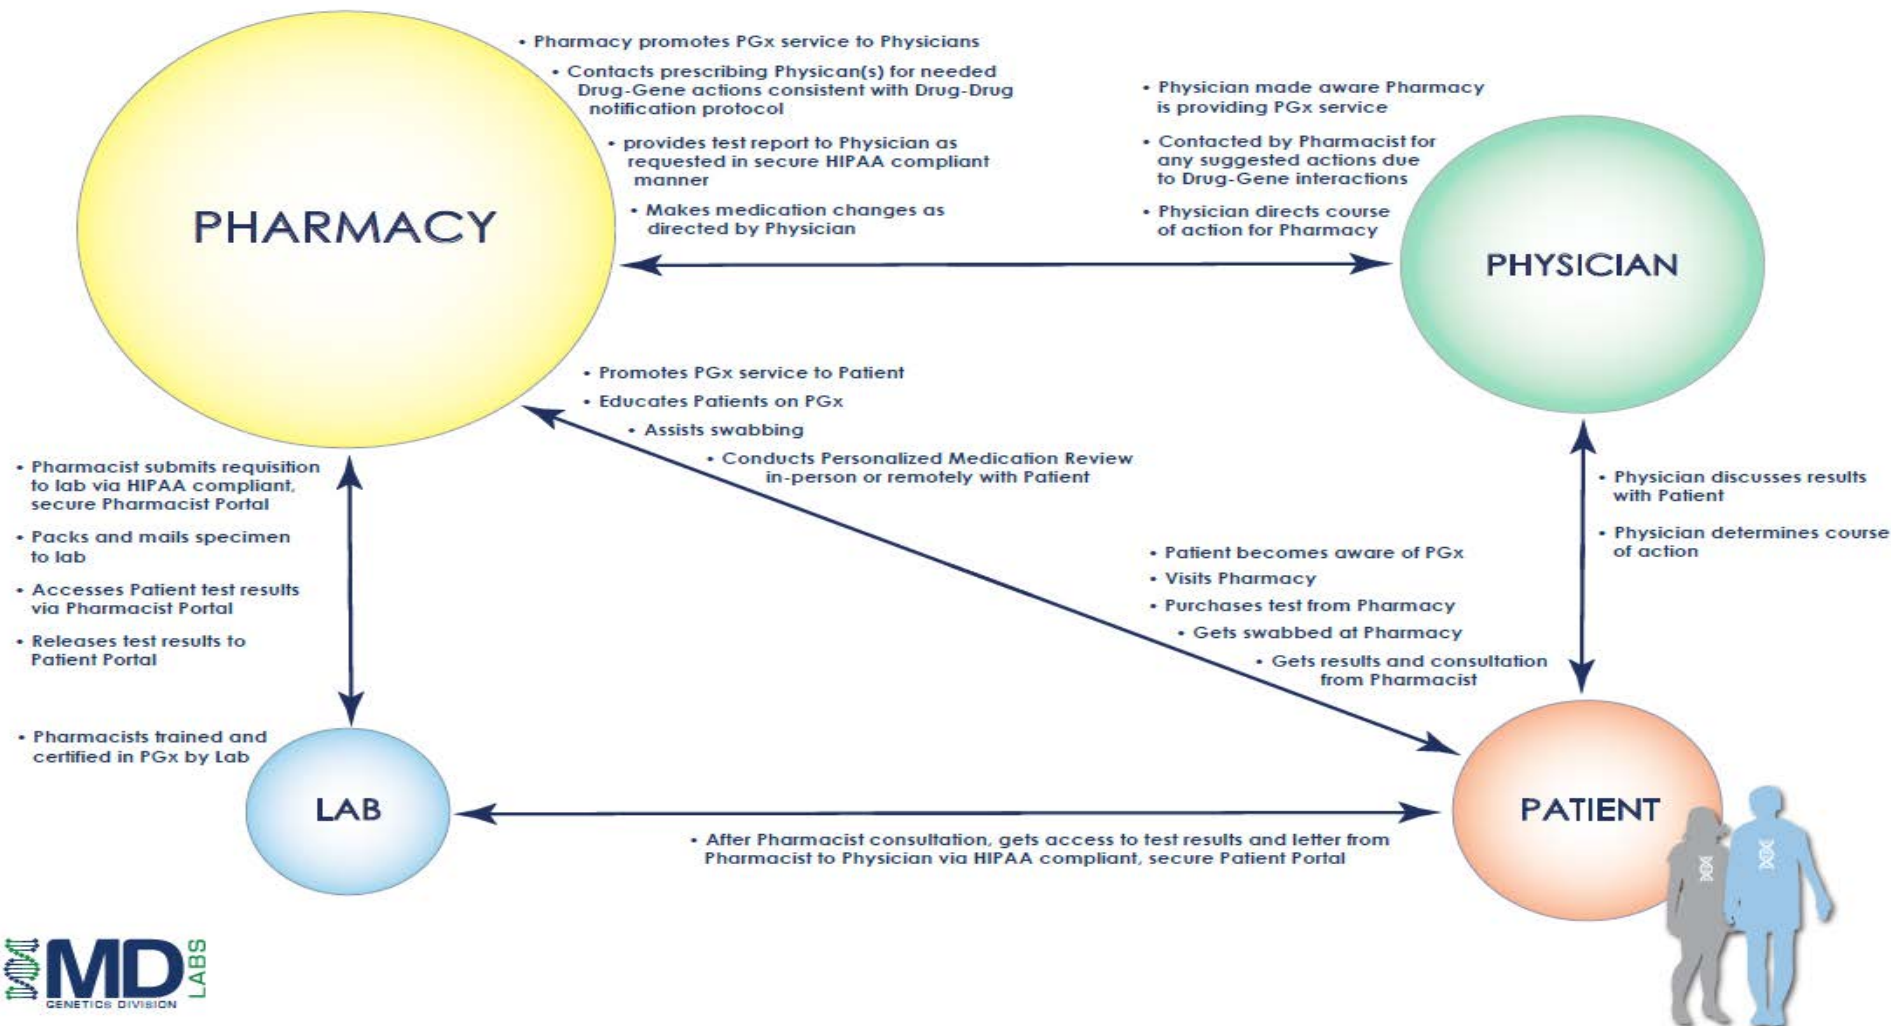 PHARMACY
• Pharmacy promotes PGx service to Physicians
• Contacts prescribing Physican(s) for needed
Drug-Gene actions consistent with Drug-Drug
notification protocol
• provides test report to Physician as
requested in secure HIPAA compliant
manner
• Makes medication changes as
directed by Physician
• Physician made aware Pharmacy
is providing PGx service
• Contacted by Pharmacist for
any suggested actions due
to Drug-Gene interactions
• Physician directs course
of action for Pharmacy
PHYSICIAN
• Promotes PGx service to Patient
• Educates Patients on PGx
• Assists swabbing
• Conducts Personalized Medication Review
in-person or remotely with Patient
• Pharmacist submits requisition
to lab via HIPAA compliant,
secure Pharmacist Portal
• Packs and mails specimen
to lab
• Accesses Patient test results
via Pharmacist Portal
• Releases test results to
Patient Portal
• Physician discusses results
with Patient
• Physician determines course
of action
• Patient becomes aware of PGx
• Visits Pharmacy
• Purchases test from Pharmacy
• Gets swabbed at Pharmacy
• Gets results and consultation
from Pharmacist
• Pharmacists trained and
certified in PGx by Lab
LAB
PATIENT
• After Pharmacist consultation, gets access to test results and letter from
Pharmacist to Physician via HIPAA compliant, secure Patient Portal
MD
LABS
GENETICS DIVISION